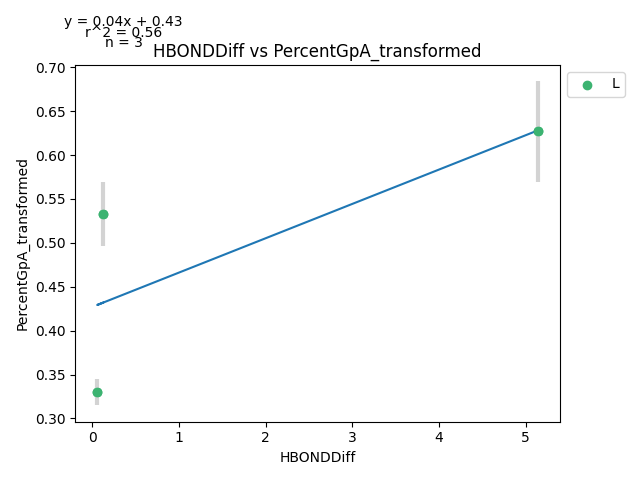 y = 0.04x + 0.43
r^2 = 0.56
n = 3
HBONDDiff vs PercentGpA_transformed
L
PercentGpA_transformed
0.70
0.65
0.60
0.55
0.50
0.45
0.40
0.35
0.30
0 1 2 3 4 5
HBONDDiff